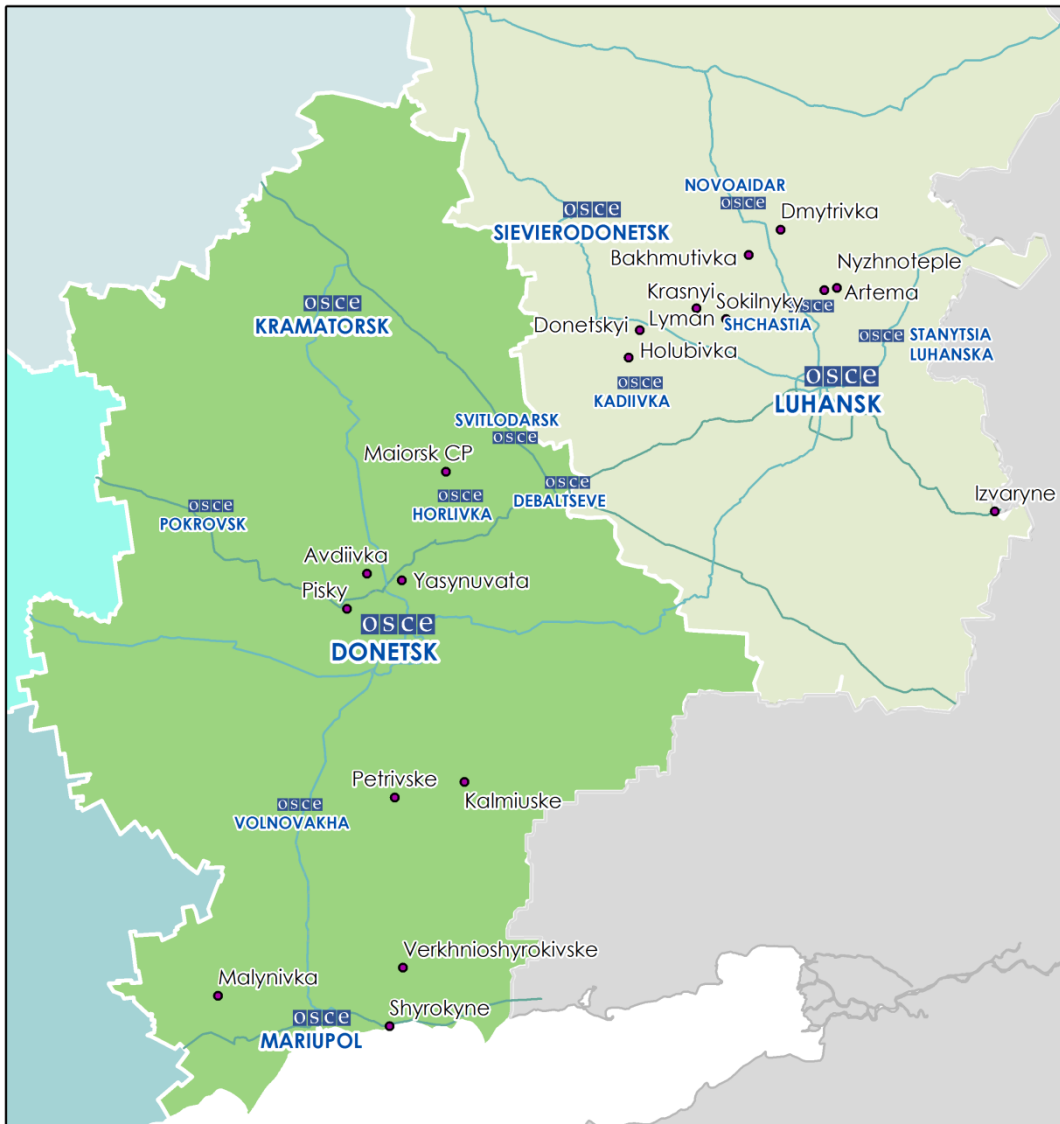 NOVOAIDAR
osce
osce
SIEVIERODONETSK
Dmytrivka
Bakhmutivka
Nyzhnoteple
osce
KRAMATORSK
Krasnyi
Lyman
Sokilnyky
osce
SHCHASTIA
Artema
Donetskyi
Holubivka
osce
STANYTSIA
LUHANSKA
osce
KADIIVKA
osce
LUHANSK
SVITLODARSK
osce
Maiorsk CP
osce
HORLIVKA
osce
DEBALTSEVE
osce
POKROVSK
Izvaryne
Avdiivka
Yasynuvata
Pisky
osce
DONETSK
Petrivske
Kalmiuske
osce
VOLNOVAKHA
Verkhnioshyrokivske
Malynivka
Shyrokyne
osce
MARIUPOL